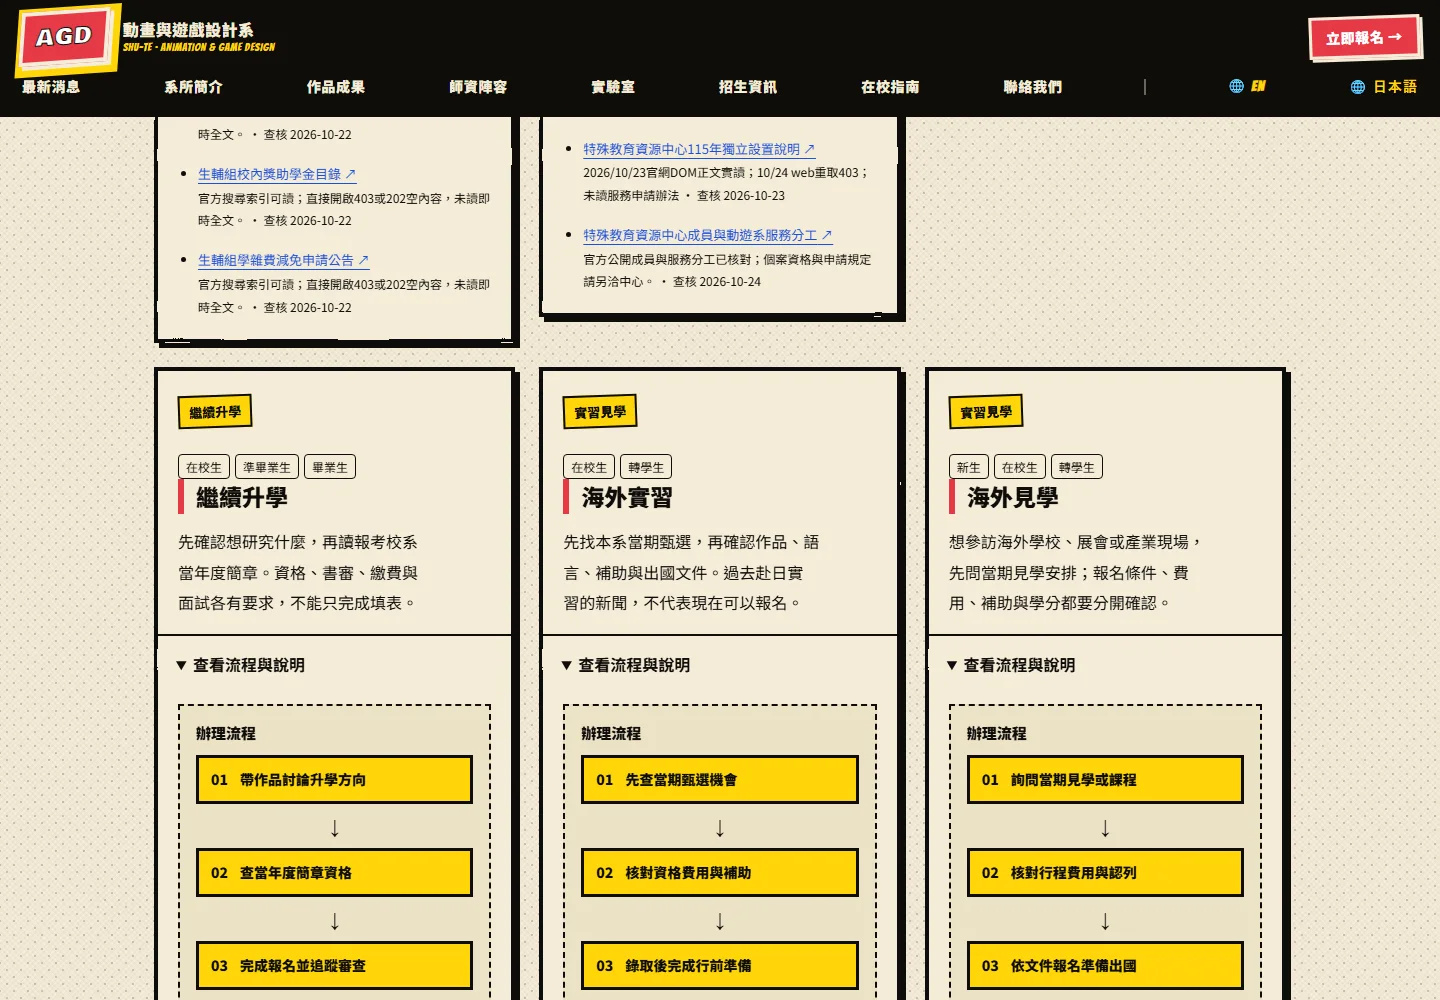 AGD
動畫與遊戲設計系
SHU-TE · ANIMATION & GAME DESIGN
立即報名 →
最新消息
系所簡介
作品成果
師資陣容
實驗室
招生資訊
在校指南
聯絡我們
|
🌐 EN
🌐 日本語
時全文。 · 查核 2026-10-22
生輔組校內獎助學金目錄 ↗
官方搜尋索引可讀；直接開啟403或202空內容，未讀即
時全文。 · 查核 2026-10-22
生輔組學雜費減免申請公告 ↗
官方搜尋索引可讀；直接開啟403或202空內容，未讀即
時全文。 · 查核 2026-10-22
特殊教育資源中心115年獨立設置說明 ↗
2026/10/23官網DOM正文實讀；10/24 web重取403；
未讀服務申請辦法 · 查核 2026-10-23
特殊教育資源中心成員與動遊系服務分工 ↗
官方公開成員與服務分工已核對；個案資格與申請規定
請另洽中心。 · 查核 2026-10-24
繼續升學
在校生
準畢業生
畢業生
繼續升學
先確認想研究什麼，再讀報考校系
當年度簡章。資格、書審、繳費與
面試各有要求，不能只完成填表。
▼ 查看流程與說明
辦理流程
01 帶作品討論升學方向
↓
02 查當年度簡章資格
↓
03 完成報名並追蹤審查
實習見學
在校生
轉學生
海外實習
先找本系當期甄選，再確認作品、語
言、補助與出國文件。過去赴日實
習的新聞，不代表現在可以報名。
▼ 查看流程與說明
辦理流程
01 先查當期甄選機會
↓
02 核對資格費用與補助
↓
03 錄取後完成行前準備
實習見學
新生
在校生
轉學生
海外見學
想參訪海外學校、展會或產業現場，
先問當期見學安排；報名條件、費
用、補助與學分都要分開確認。
▼ 查看流程與說明
辦理流程
01 詢問當期見學或課程
↓
02 核對行程費用與認列
↓
03 依文件報名準備出國